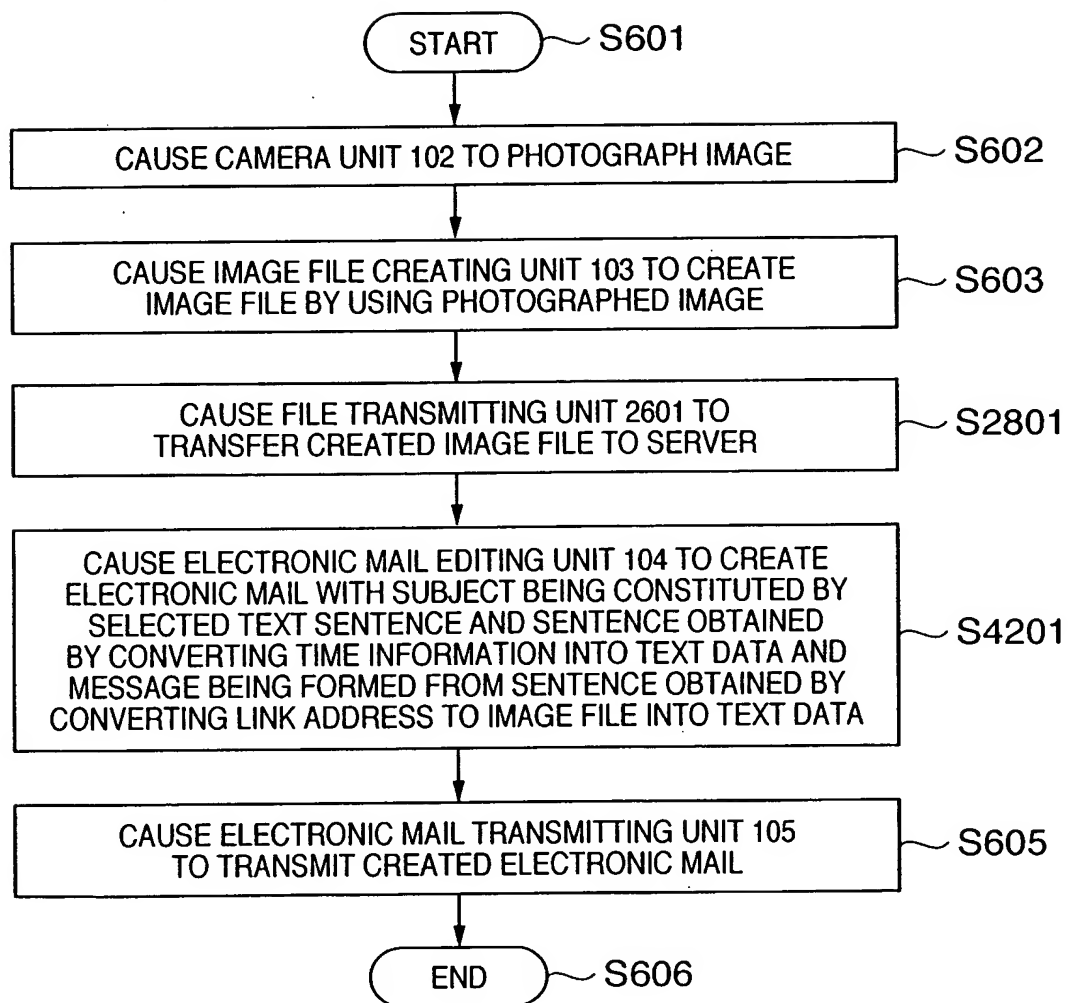 START
S601
CAUSE CAMERA UNIT 102 TO PHOTOGRAPH IMAGE
S602
CAUSE IMAGE FILE CREATING UNIT 103 TO CREATE
IMAGE FILE BY USING PHOTOGRAPHED IMAGE
S603
CAUSE FILE TRANSMITTING UNIT 2601 TO
TRANSFER CREATED IMAGE FILE TO SERVER
S2801
CAUSE ELECTRONIC MAIL EDITING UNIT 104 TO CREATE
ELECTRONIC MAIL WITH SUBJECT BEING CONSTITUTED BY
SELECTED TEXT SENTENCE AND SENTENCE OBTAINED
BY CONVERTING TIME INFORMATION INTO TEXT DATA AND
MESSAGE BEING FORMED FROM SENTENCE OBTAINED BY
CONVERTING LINK ADDRESS TO IMAGE FILE INTO TEXT DATA
S4201
CAUSE ELECTRONIC MAIL TRANSMITTING UNIT 105
TO TRANSMIT CREATED ELECTRONIC MAIL
S605
END
S606